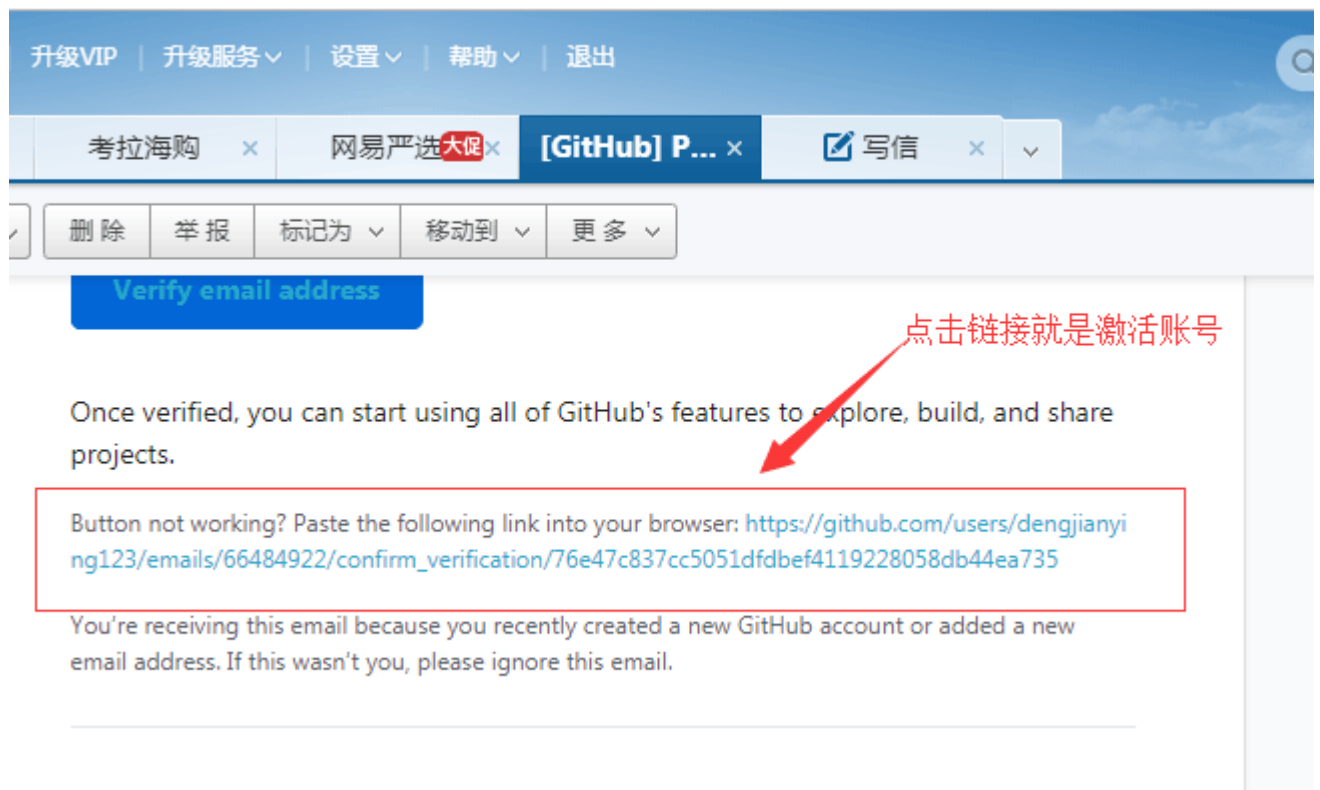 升级VIP | 升级服务 | 设置 | 帮助 | 退出
考拉海购 × 网易严选大促× [GitHub] P... × 写信 ×
删除 举报 标记为 移动到 更多
Verify email address
点击链接就是激活账号
Once verified, you can start using all of GitHub's features to explore, build, and share
projects.
Button not working? Paste the following link into your browser: https://github.com/users/dengjianyi
ng123/emails/66484922/confirm_verification/76e47c837cc5051dfdbef4119228058db44ea735
You're receiving this email because you recently created a new GitHub account or added a new
email address. If this wasn't you, please ignore this email.